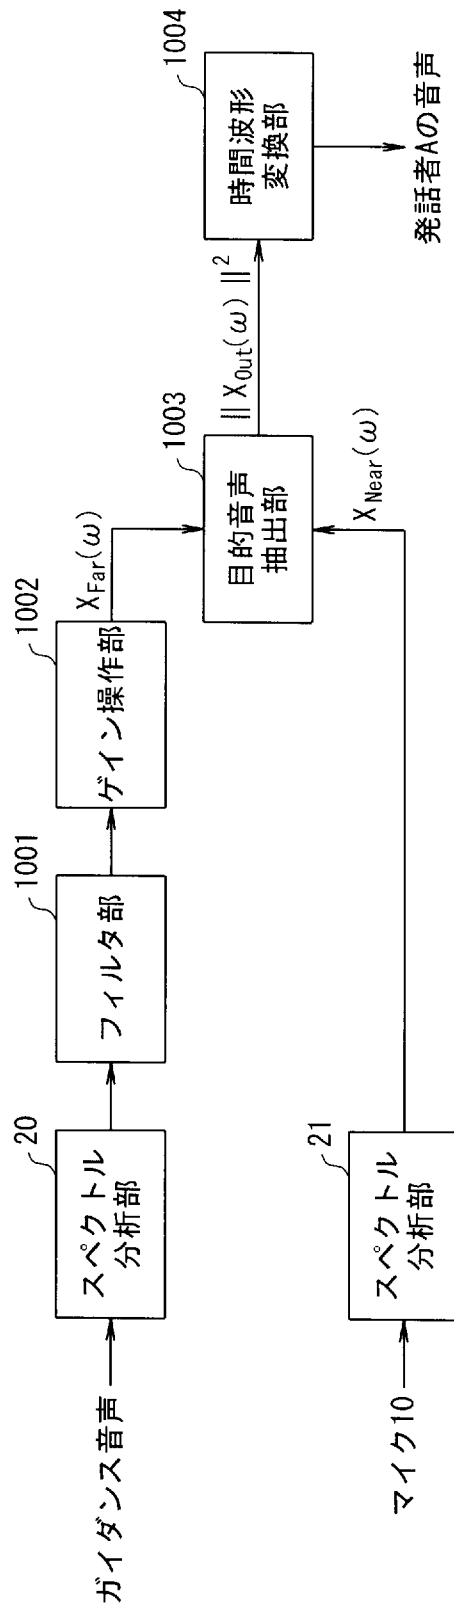 ガイダンス音声
20
スペクトル
分析部
1001
フィルタ部
1002
ゲイン操作部
X_Far(ω)
マイク10
21
スペクトル
分析部
X_Near(ω)
1003
目的音声
抽出部
‖X_Out(ω)‖²
1004
時間波形
変換部
発話者Aの音声